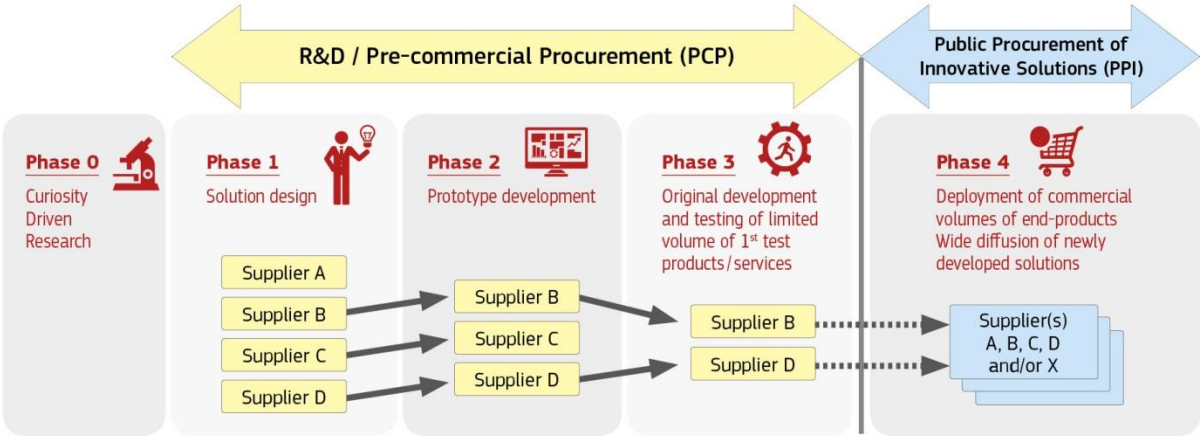 R&D / Pre-commercial Procurement (PCP)
Public Procurement of
Innovative Solutions (PPI)
Phase 0
Curiosity
Driven
Research
Phase 1
Solution design
Supplier A
Supplier B
Supplier C
Supplier D
Phase 2
Prototype development
Supplier B
Supplier C
Supplier D
Phase 3
Original development
and testing of limited
volume of 1st test
products/services
Supplier B
Supplier D
Phase 4
Deployment of commercial
volumes of end-products
Wide diffusion of newly
developed solutions
Supplier(s)
A, B, C, D
and/or X